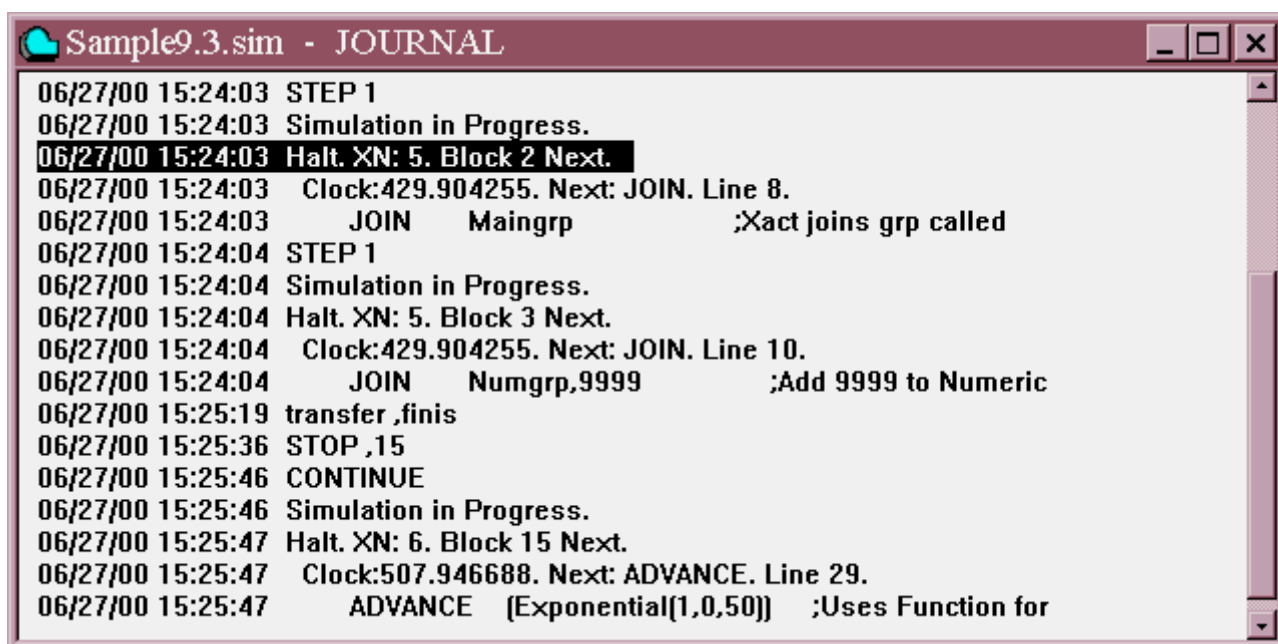 Sample9.3.sim - JOURNAL
06/27/00 15:24:03 STEP 1
06/27/00 15:24:03 Simulation in Progress.
06/27/00 15:24:03 Halt. XN: 5. Block 2 Next.
06/27/00 15:24:03 Clock:429.904255. Next: JOIN. Line 8.
06/27/00 15:24:03 JOIN Maingrp ;Xact joins grp called
06/27/00 15:24:04 STEP 1
06/27/00 15:24:04 Simulation in Progress.
06/27/00 15:24:04 Halt. XN: 5. Block 3 Next.
06/27/00 15:24:04 Clock:429.904255. Next: JOIN. Line 10.
06/27/00 15:24:04 JOIN Numgrp,9999 ;Add 9999 to Numeric
06/27/00 15:25:19 transfer ,finis
06/27/00 15:25:36 STOP ,15
06/27/00 15:25:46 CONTINUE
06/27/00 15:25:46 Simulation in Progress.
06/27/00 15:25:47 Halt. XN: 6. Block 15 Next.
06/27/00 15:25:47 Clock:507.946688. Next: ADVANCE. Line 29.
06/27/00 15:25:47 ADVANCE (Exponential(1,0,50)) ;Uses Function for